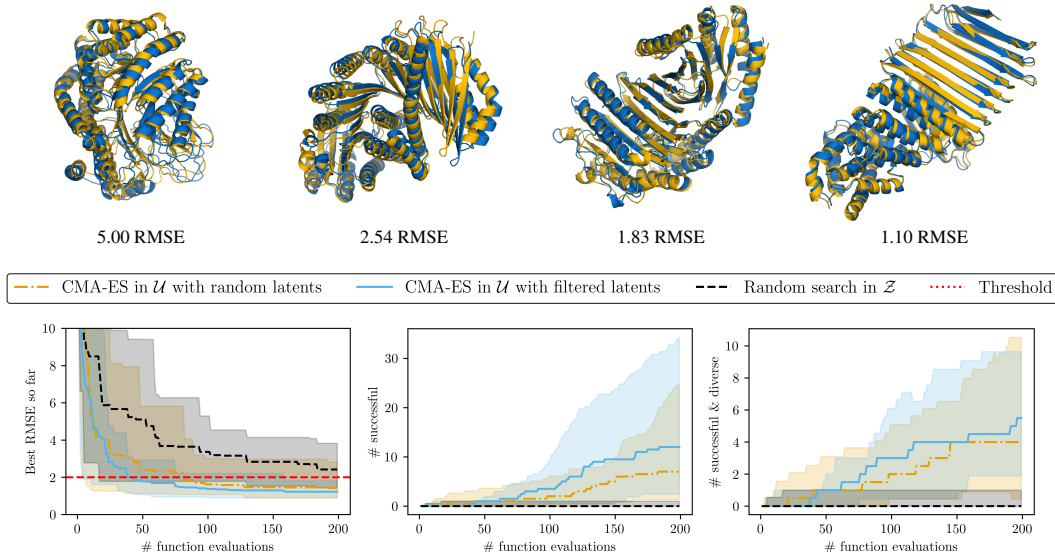 5.00 RMSE
2.54 RMSE
1.83 RMSE
1.10 RMSE
CMA-ES in 𝒰 with random latents
CMA-ES in 𝒰 with filtered latents
Random search in 𝒵
Threshold
Best RMSE so far
10
8
6
4
2
0
0
50
100
150
200
# function evaluations
# successful
30
20
10
0
0
50
100
150
200
# function evaluations
# successful & diverse
10
8
6
4
2
0
0
50
100
150
200
# function evaluations